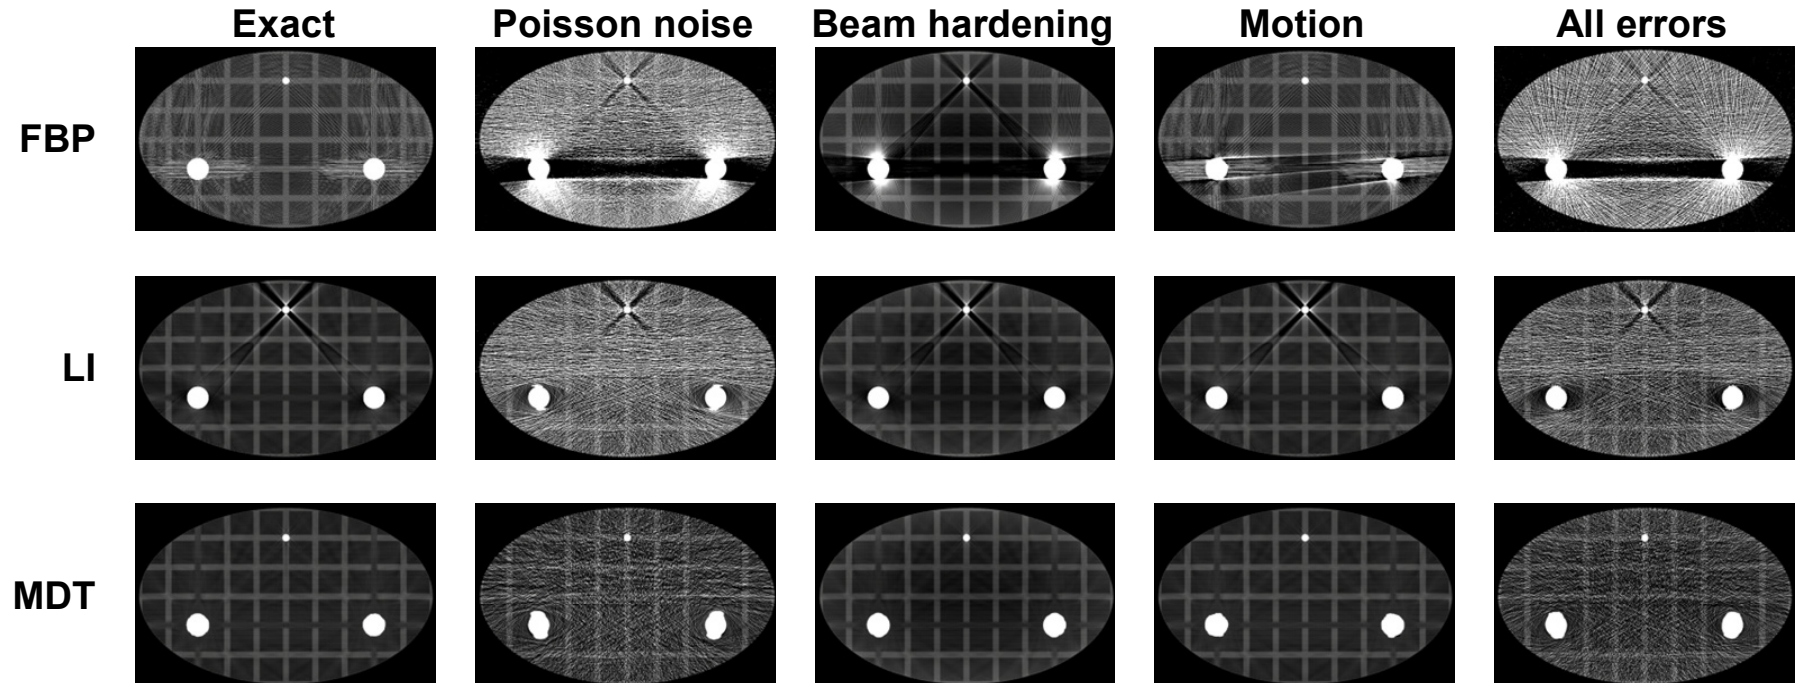 Exact Poisson noise Beam hardening Motion All errors
FBP
LI
MDT